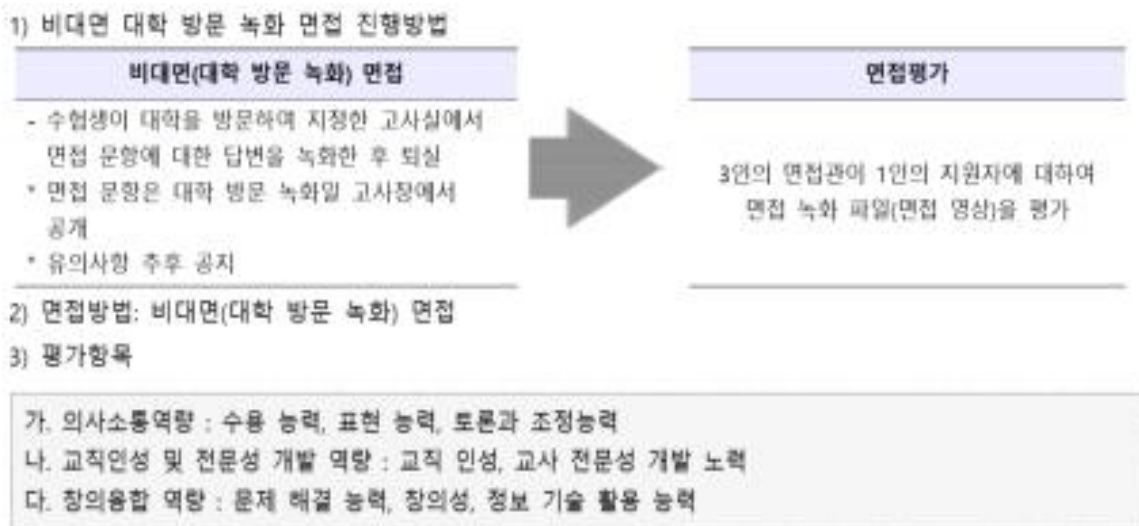 1) 비대면 대학 방문 녹화 면접 진행방법
비대면(대학 방문 녹화) 면접
- 수험생이 대학을 방문하여 지정한 고사실에서
면접 문항에 대한 답변을 녹화한 후 퇴실
* 면접 문항은 대학 방문 녹화일 고사장에서
공개
* 유의사항 추후 공지
면접평가
3인의 면접관이 1인의 지원자에 대하여
면접 녹화 파일(면접 영상)을 평가
2) 면접방법: 비대면(대학 방문 녹화) 면접
3) 평가항목
가. 의사소통역량 : 수용 능력, 표현 능력, 토론과 조정능력
나. 교직인성 및 전문성 개발 역량 : 교직 인성, 교사 전문성 개발 노력
다. 창의융합 역량 : 문제 해결 능력, 창의성, 정보 기술 활용 능력